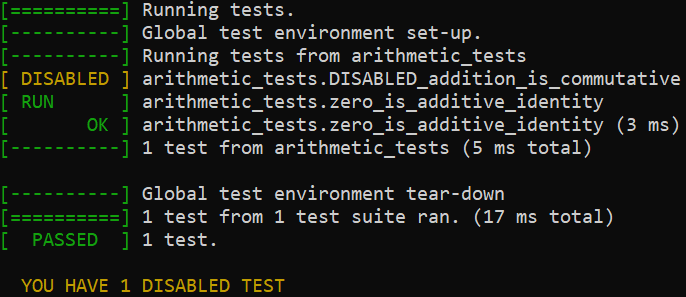 [==========] Running tests.
[----------] Global test environment set-up.
[----------] Running tests from arithmetic_tests
[ DISABLED ] arithmetic_tests.DISABLED_addition_is_commutative
[ RUN      ] arithmetic_tests.zero_is_additive_identity
[       OK ] arithmetic_tests.zero_is_additive_identity (3 ms)
[----------] 1 test from arithmetic_tests (5 ms total)
[----------] Global test environment tear-down
[==========] 1 test from 1 test suite ran. (17 ms total)
[  PASSED  ] 1 test.
YOU HAVE 1 DISABLED TEST